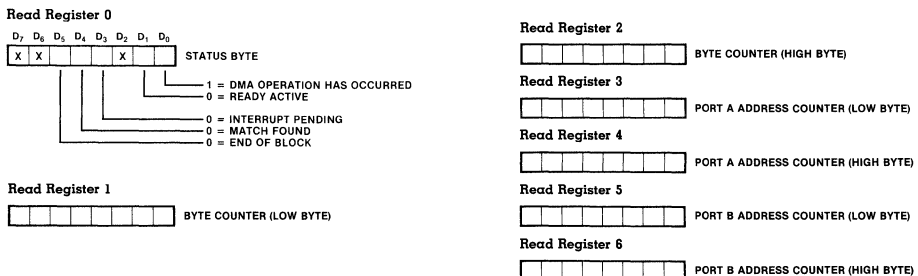 Read Register 0
D7 D6 D5 D4 D3 D2 D1 D0
X X X STATUS BYTE
1 = DMA OPERATION HAS OCCURRED
0 = READY ACTIVE
0 = INTERRUPT PENDING
0 = MATCH FOUND
0 = END OF BLOCK
Read Register 1
BYTE COUNTER (LOW BYTE)
Read Register 2
BYTE COUNTER (HIGH BYTE)
Read Register 3
PORT A ADDRESS COUNTER (LOW BYTE)
Read Register 4
PORT A ADDRESS COUNTER (HIGH BYTE)
Read Register 5
PORT B ADDRESS COUNTER (LOW BYTE)
Read Register 6
PORT B ADDRESS COUNTER (HIGH BYTE)